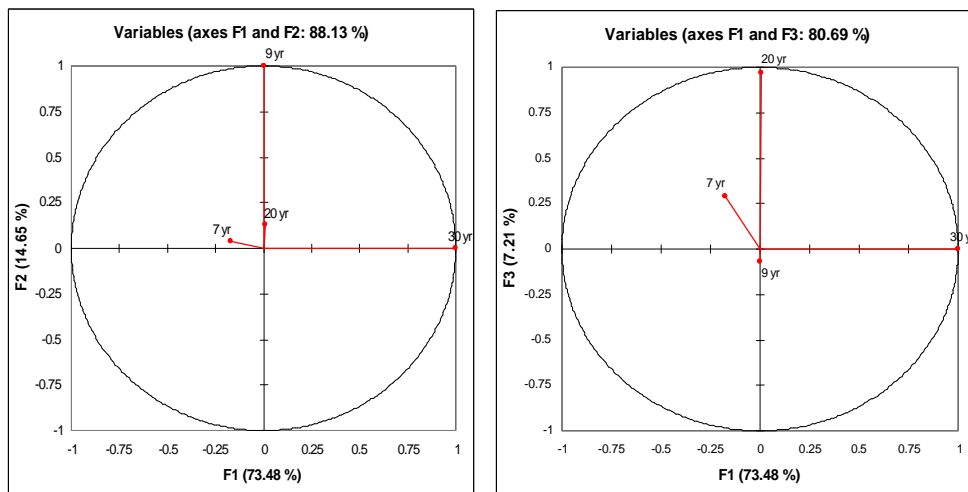 Variables (axes F1 and F2: 88.13 %)
9 yr
1
0.75
0.5
0.25
0
-0.25
-0.5
-0.75
-1
20 yr
7 yr
30 yr
F2 (14.65 %)
-1
-0.75
-0.5
-0.25
0
0.25
0.5
0.75
1
F1 (73.48 %)
Variables (axes F1 and F3: 80.69 %)
20 yr
1
0.75
0.5
0.25
0
-0.25
-0.5
-0.75
-1
7 yr
30 yr
9 yr
F3 (7.21 %)
-1
-0.75
-0.5
-0.25
0
0.25
0.5
0.75
1
F1 (73.48 %)